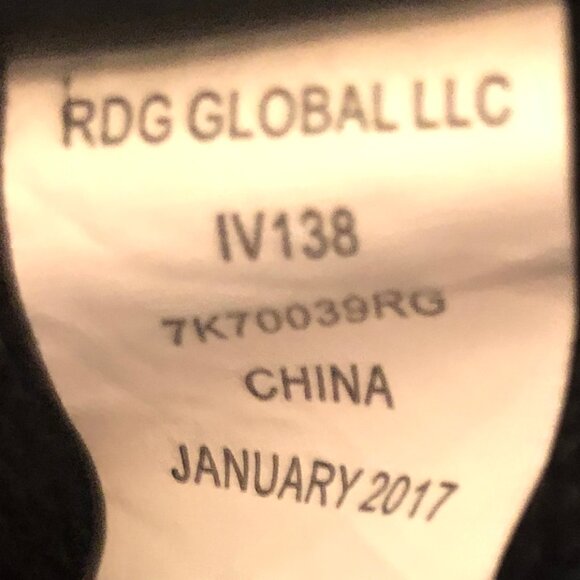 RDG GLOBAL LLC
IV138
7K70039RG
CHINA
JANUARY 2017